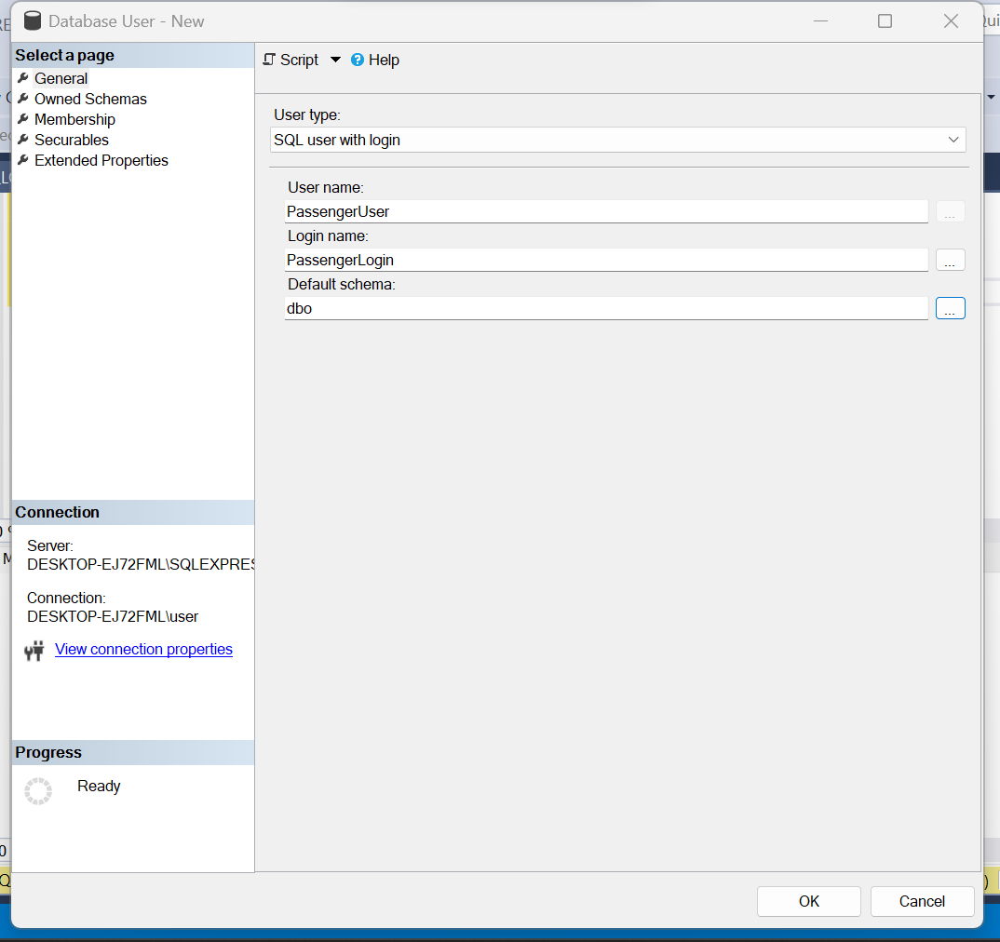 Database User - New
Select a page
General
Owned Schemas
Membership
Securables
Extended Properties
Script
Help
User type:
SQL user with login
User name:
PassengerUser
...
Login name:
PassengerLogin
...
Default schema:
dbo
...
Connection
Server:
DESKTOP-EJ72FML\SQLEXPRES
Connection:
DESKTOP-EJ72FML\user
View connection properties
Progress
Ready
OK
Cancel